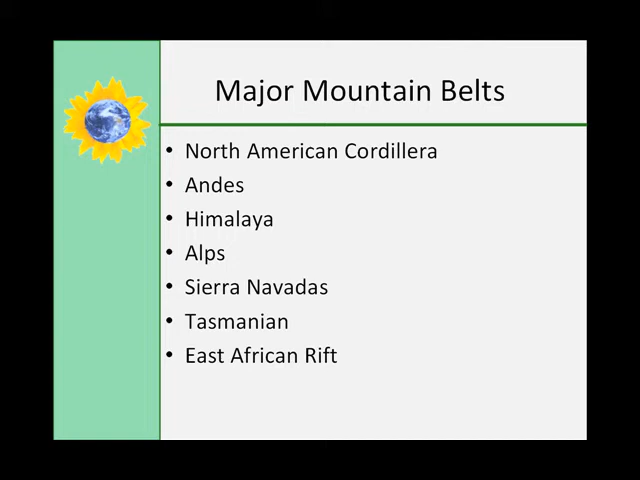 Major Mountain Belts
• North American Cordillera
• Andes
• Himalaya
• Alps
• Sierra Navadas
• Tasmanian
• East African Rift